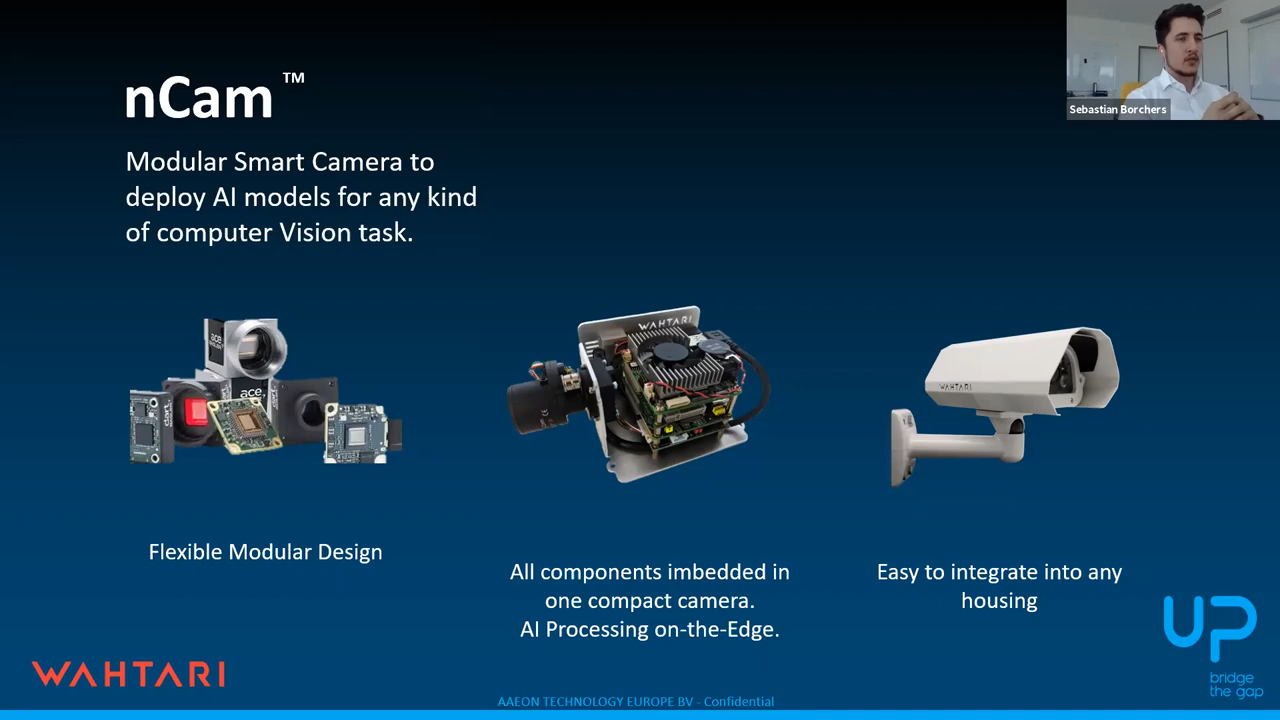 nCam™
Sebastian Borchers
Modular Smart Camera to
deploy AI models for any kind
of computer Vision task.
ace
ace
dart
WAHTARI
WAHTARI
Flexible Modular Design
All components imbedded in
one compact camera.
AI Processing on-the-Edge.
Easy to integrate into any
housing
WAHTARI
UP
bridge
the gap
AAEON TECHNOLOGY EUROPE BV - Confidential